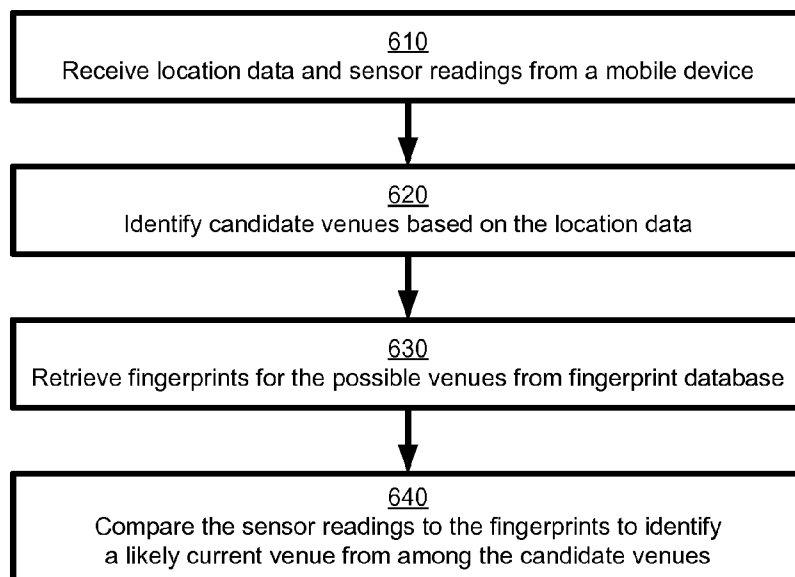 610
Receive location data and sensor readings from a mobile device
620
Identify candidate venues based on the location data
630
Retrieve fingerprints for the possible venues from fingerprint database
640
Compare the sensor readings to the fingerprints to identify
a likely current venue from among the candidate venues